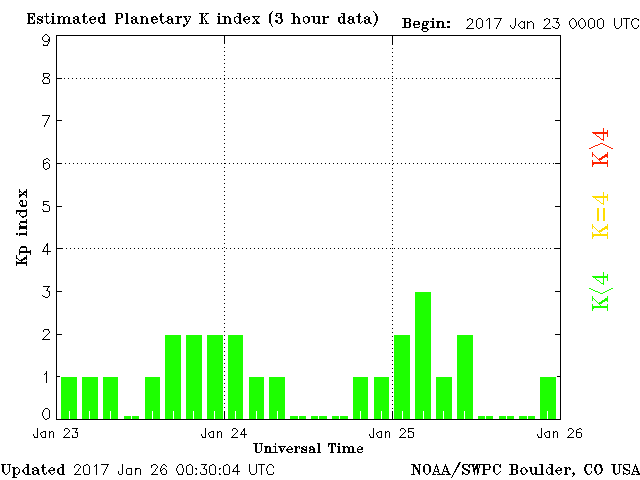 Estimated Planetary K index (3 hour data)
Begin: 2017 Jan 23 0000 UTC
9
8
7
6
5
4
3
2
1
0
Kp index
K>4
K=4
K<4
Jan 23
Jan 24
Jan 25
Jan 26
Universal Time
Updated 2017 Jan 26 00:30:04 UTC
NOAA/SWPC Boulder, CO USA